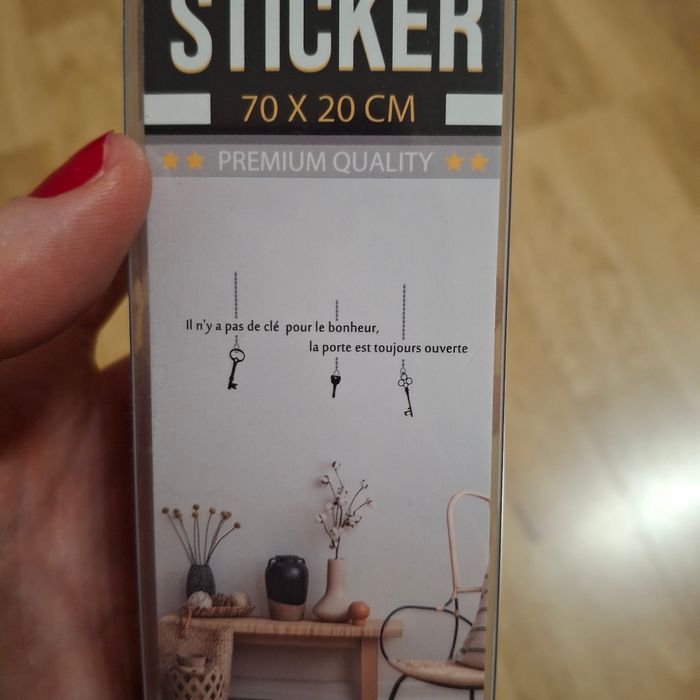 STICKER
70 X 20 CM
PREMIUM QUALITY
Il n'y a pas de clé pour le bonheur,
la porte est toujours ouverte